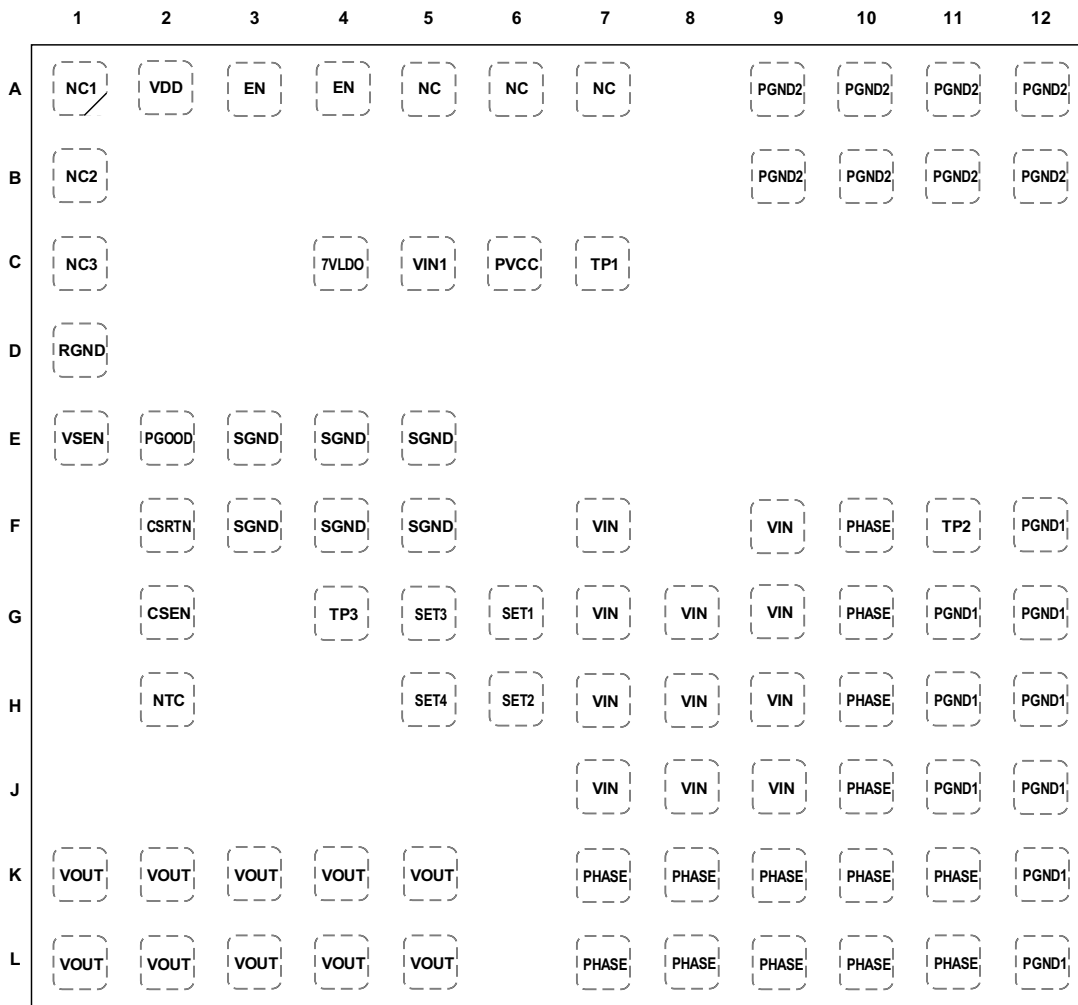 1 2 3 4 5 6 7 8 9 10 11 12
A NC1 VDD EN EN NC NC NC PGND2 PGND2 PGND2 PGND2
B NC2 PGND2 PGND2 PGND2 PGND2
C NC3 7VLDO VIN1 PVCC TP1
D RGND
E VSEN PGOOD SGND SGND SGND
F CSRTN SGND SGND SGND VIN VIN PHASE TP2 PGND1
G CSEN TP3 SET3 SET1 VIN VIN VIN PHASE PGND1 PGND1
H NTC SET4 SET2 VIN VIN VIN PHASE PGND1 PGND1
J VIN VIN VIN PHASE PGND1 PGND1
K VOUT VOUT VOUT VOUT VOUT PHASE PHASE PHASE PHASE PHASE PGND1
L VOUT VOUT VOUT VOUT VOUT PHASE PHASE PHASE PHASE PHASE PGND1